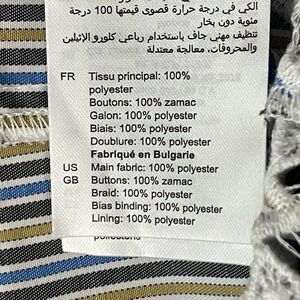 الكي في درجة حرارة قصوى قيمتها 100 درجة
مئوية دون بخار
تنظيف مهني جاف باستخدام رباعي كلورو الإثيلين
والمحروقات، معالجة معتدلة
FR Tissu principal: 100%
polyester
Boutons: 100% zamac
Galon: 100% polyester
Biais: 100% polyester
Doublure: 100% polyester
Fabriqué en Bulgarie
US Main fabric: 100% polyester
GB Buttons: 100% zamac
Braid: 100% polyester
Bias binding: 100% polyester
Lining: 100% polyester